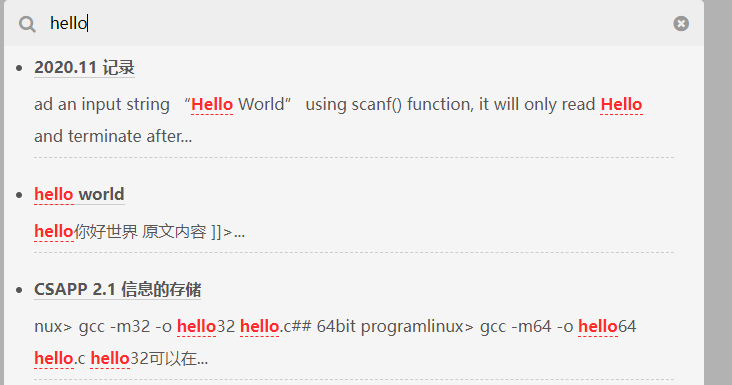 hello
2020.11 记录
ad an input string “Hello World” using scanf() function, it will only read Hello
and terminate after...
hello world
hello你好世界 原文内容 ]]>...
CSAPP 2.1 信息的存储
nux> gcc -m32 -o hello32 hello.c## 64bit programlinux> gcc -m64 -o hello64
hello.c hello32可以在...